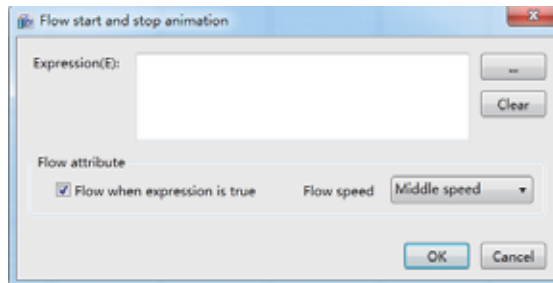 Flow start and stop animation
Expression(E):
...
Clear
Flow attribute
Flow when expression is true Flow speed Middle speed
OK Cancel